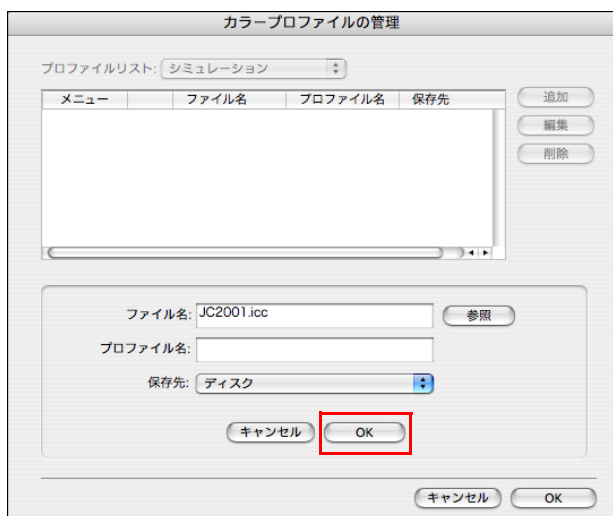 カラープロファイルの管理
プロファイルリスト: シミュレーション
メニュー ファイル名 プロファイル名 保存先
追加
編集
削除
ファイル名: JC2001.icc 参照
プロファイル名:
保存先: ディスク
キャンセル OK
キャンセル OK